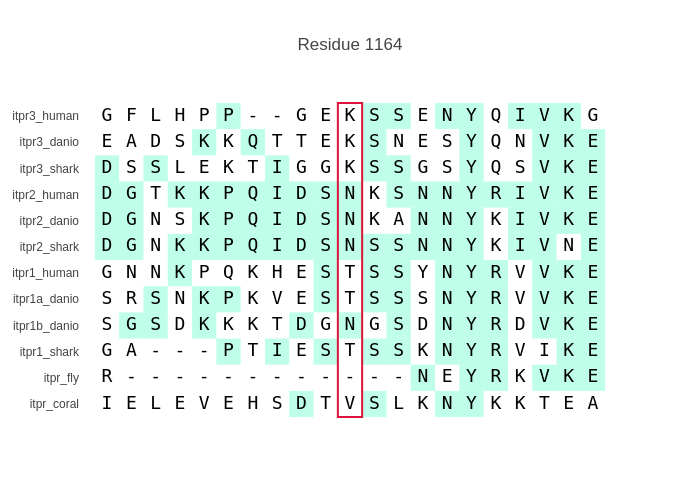 Residue 1164
itpr3_human G F L H P P - - G E K S S E N Y Q I V K G
itpr3_danio E A D S K K Q T T E K S N E S Y Q N V K E
itpr3_shark D S S L E K T I G G K S S G S Y Q S V K E
itpr2_human D G T K K P Q I D S N K S N N Y R I V K E
itpr2_danio D G N S K P Q I D S N K A N N Y K I V K E
itpr2_shark D G N K K P Q I D S N S S N N Y K I V N E
itpr1_human G N N K P Q K H E S T S S Y N Y R V V K E
itpr1a_danio S R S N K P K V E S T S S S N Y R V V K E
itpr1b_danio S G S D K K K T D G N G S D N Y R D V K E
itpr1_shark G A - - - P T I E S T S S K N Y R V I K E
itpr_fly R - - - - - - - - - - - - N E Y R K V K E
itpr_coral I E L E V E H S D T V S L K N Y K K T E A